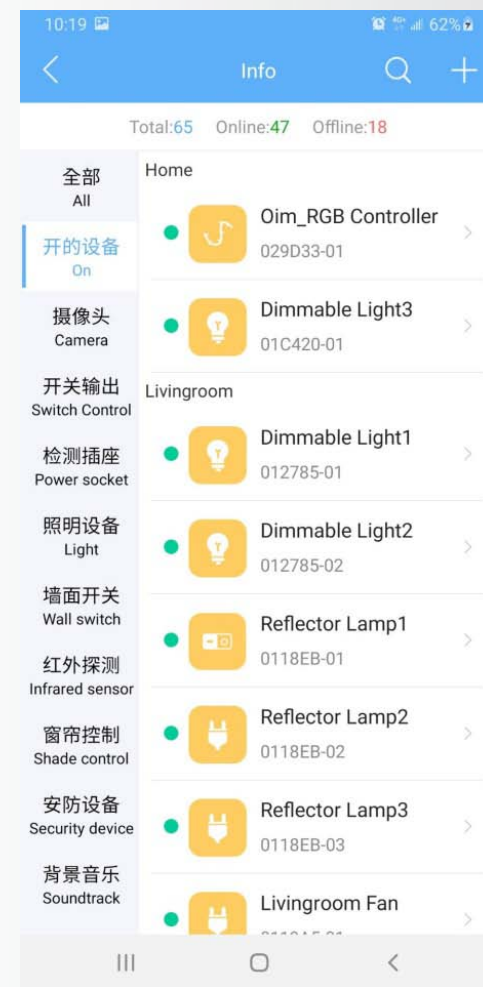 10:19
62%
Info
Total:65 Online:47 Offline:18
全部
All
开的设备
On
摄像头
Camera
开关输出
Switch Control
检测插座
Power socket
照明设备
Light
墙面开关
Wall switch
红外探测
Infrared sensor
窗帘控制
Shade control
安防设备
Security device
背景音乐
Soundtrack
Home
Oim_RGB Controller
029D33-01
Dimmable Light3
01C420-01
Livingroom
Dimmable Light1
012785-01
Dimmable Light2
012785-02
Reflector Lamp1
0118EB-01
Reflector Lamp2
0118EB-02
Reflector Lamp3
0118EB-03
Livingroom Fan